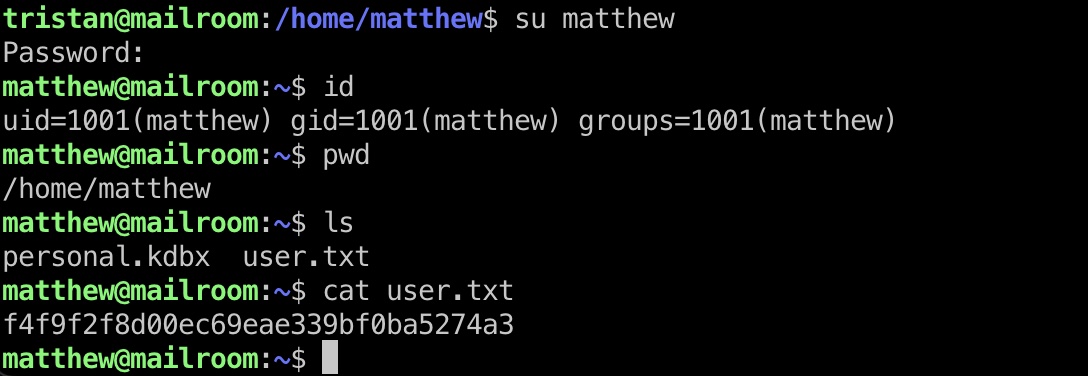 tristan@mailroom:/home/matthew$ su matthew
Password:
matthew@mailroom:~$ id
uid=1001(matthew) gid=1001(matthew) groups=1001(matthew)
matthew@mailroom:~$ pwd
/home/matthew
matthew@mailroom:~$ ls
personal.kdbx  user.txt
matthew@mailroom:~$ cat user.txt
f4f9f2f8d00ec69eae339bf0ba5274a3
matthew@mailroom:~$